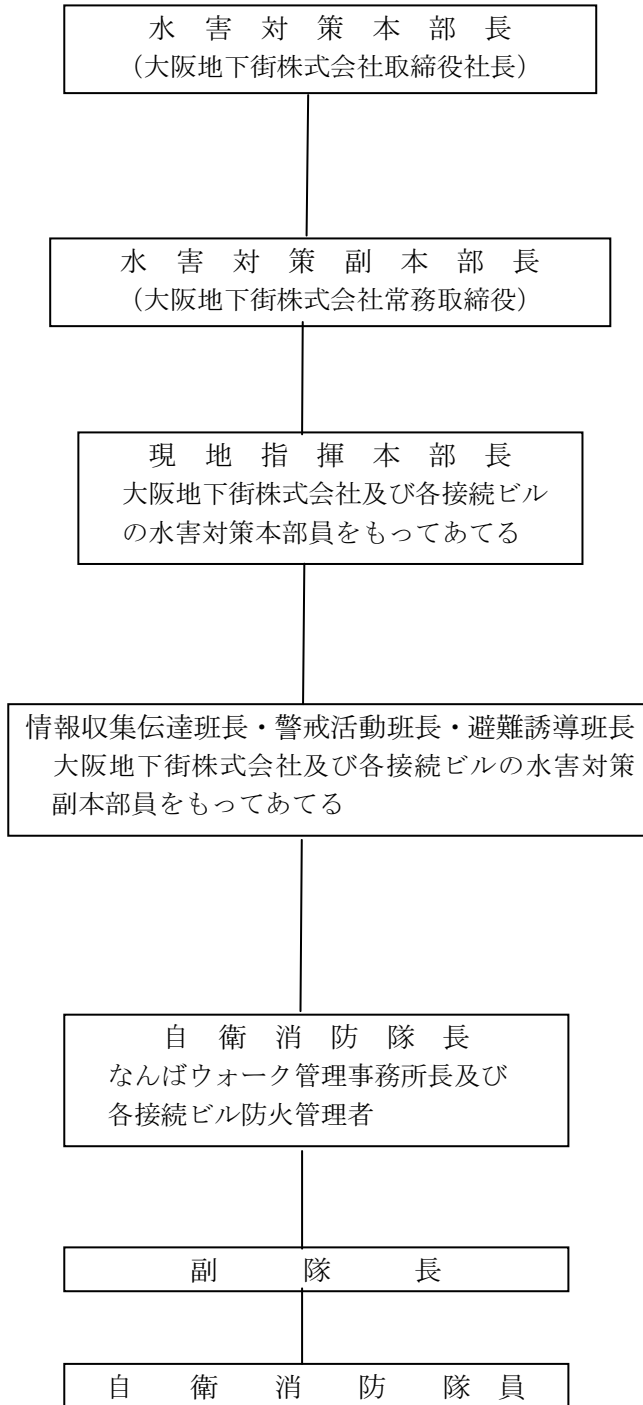 水害対策本部長
（大阪地下街株式会社取締役社長）
水害対策副本部長
（大阪地下街株式会社常務取締役）
現地指揮本部長
大阪地下街株式会社及び各接続ビル
の水害対策本部員をもってあてる
情報収集伝達班長・警戒活動班長・避難誘導班長
大阪地下街株式会社及び各接続ビルの水害対策
副本部員をもってあてる
自衛消防隊長
なんばウォーク管理事務所長及び
各接続ビル防火管理者
副隊長
自衛消防隊員